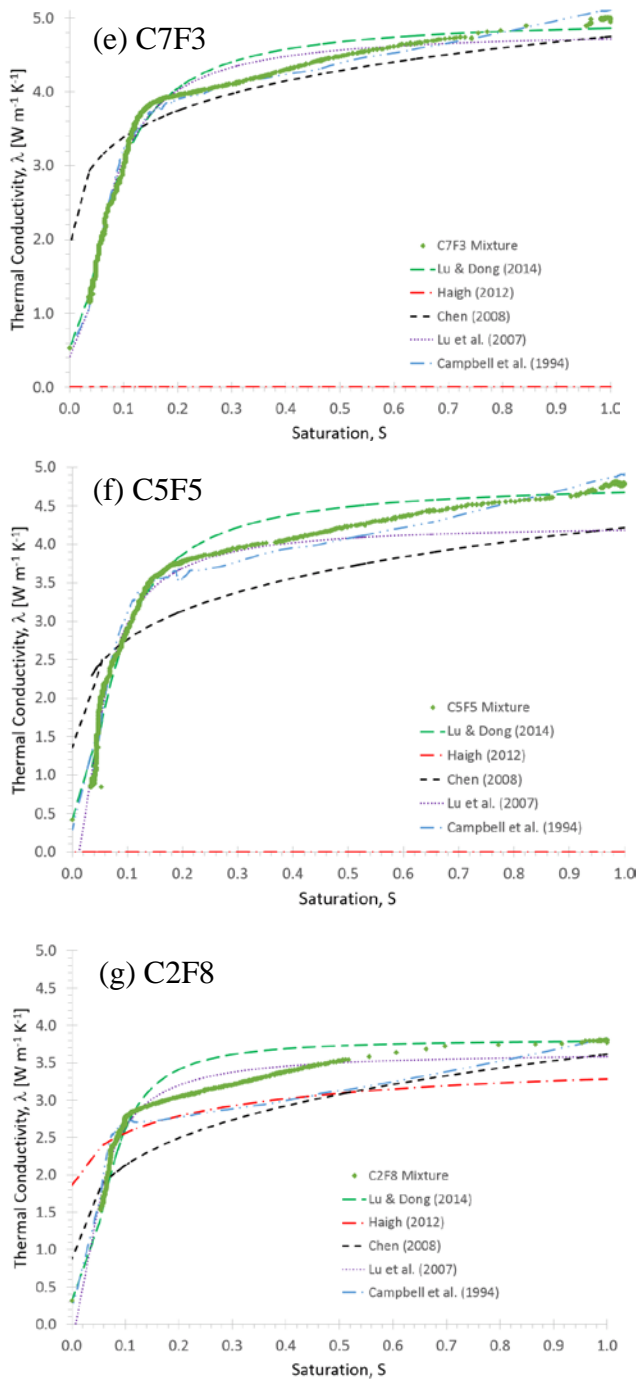 (e) C7F3
Thermal Conductivity, λ [W m⁻¹ K⁻¹]
5.0
4.0
3.0
2.0
1.0
0.0
C7F3 Mixture
Lu & Dong (2014)
Haigh (2012)
Chen (2008)
Lu et al. (2007)
Campbell et al. (1994)
0.0 0.1 0.2 0.3 0.4 0.5 0.6 0.7 0.8 0.9 1.0
Saturation, S
(f) C5F5
Thermal Conductivity, λ [W m⁻¹ K⁻¹]
5.0
4.5
4.0
3.5
3.0
2.5
2.0
1.5
1.0
0.5
0.0
C5F5 Mixture
Lu & Dong (2014)
Haigh (2012)
Chen (2008)
Lu et al. (2007)
Campbell et al. (1994)
0.0 0.1 0.2 0.3 0.4 0.5 0.6 0.7 0.8 0.9 1.0
Saturation, S
(g) C2F8
Thermal Conductivity, λ [W m⁻¹ K⁻¹]
5.0
4.5
4.0
3.5
3.0
2.5
2.0
1.5
1.0
0.5
0.0
C2F8 Mixture
Lu & Dong (2014)
Haigh (2012)
Chen (2008)
Lu et al. (2007)
Campbell et al. (1994)
0.0 0.1 0.2 0.3 0.4 0.5 0.6 0.7 0.8 0.9 1.0
Saturation, S